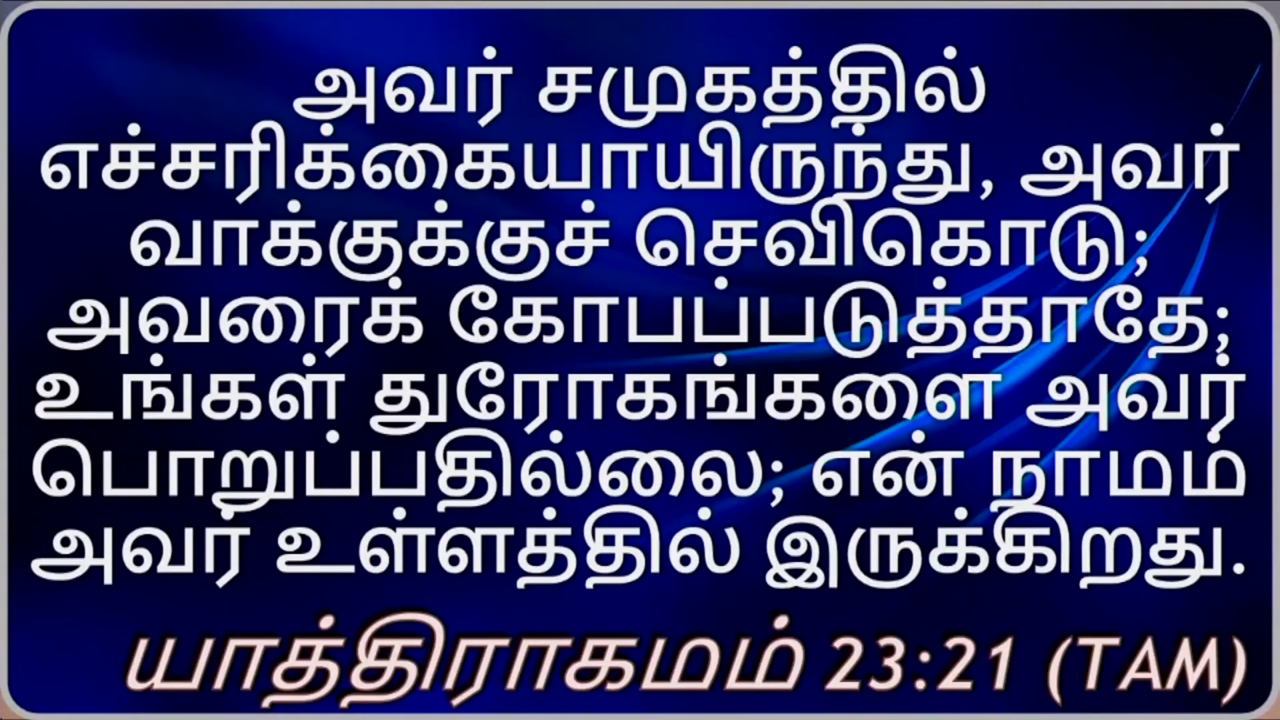 அவர் சமுகத்தில்
எச்சரிக்கையாயிருந்து, அவர்
வாக்குக்குச் செவிகொடு;
அவரைக் கோபப்படுத்தாதே;
உங்கள் துரோகங்களை அவர்
பொறுப்பதில்லை; என் நாமம்
அவர் உள்ளத்தில் இருக்கிறது.
யாத்திராகமம் 23:21 (TAM)